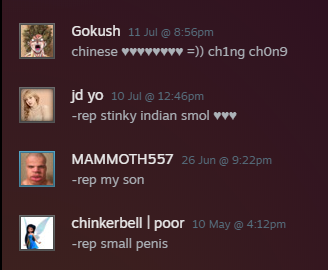 Gokush 11 Jul @ 8:56pm
chinese ♥♥♥♥♥♥♥♥ =)) ch1ng ch0n9
jd yo 10 Jul @ 12:46pm
-rep stinky indian smol ♥♥♥
MAMMOTH557 26 Jun @ 9:22pm
-rep my son
chinkerbell | poor 10 May @ 4:12pm
-rep small penis